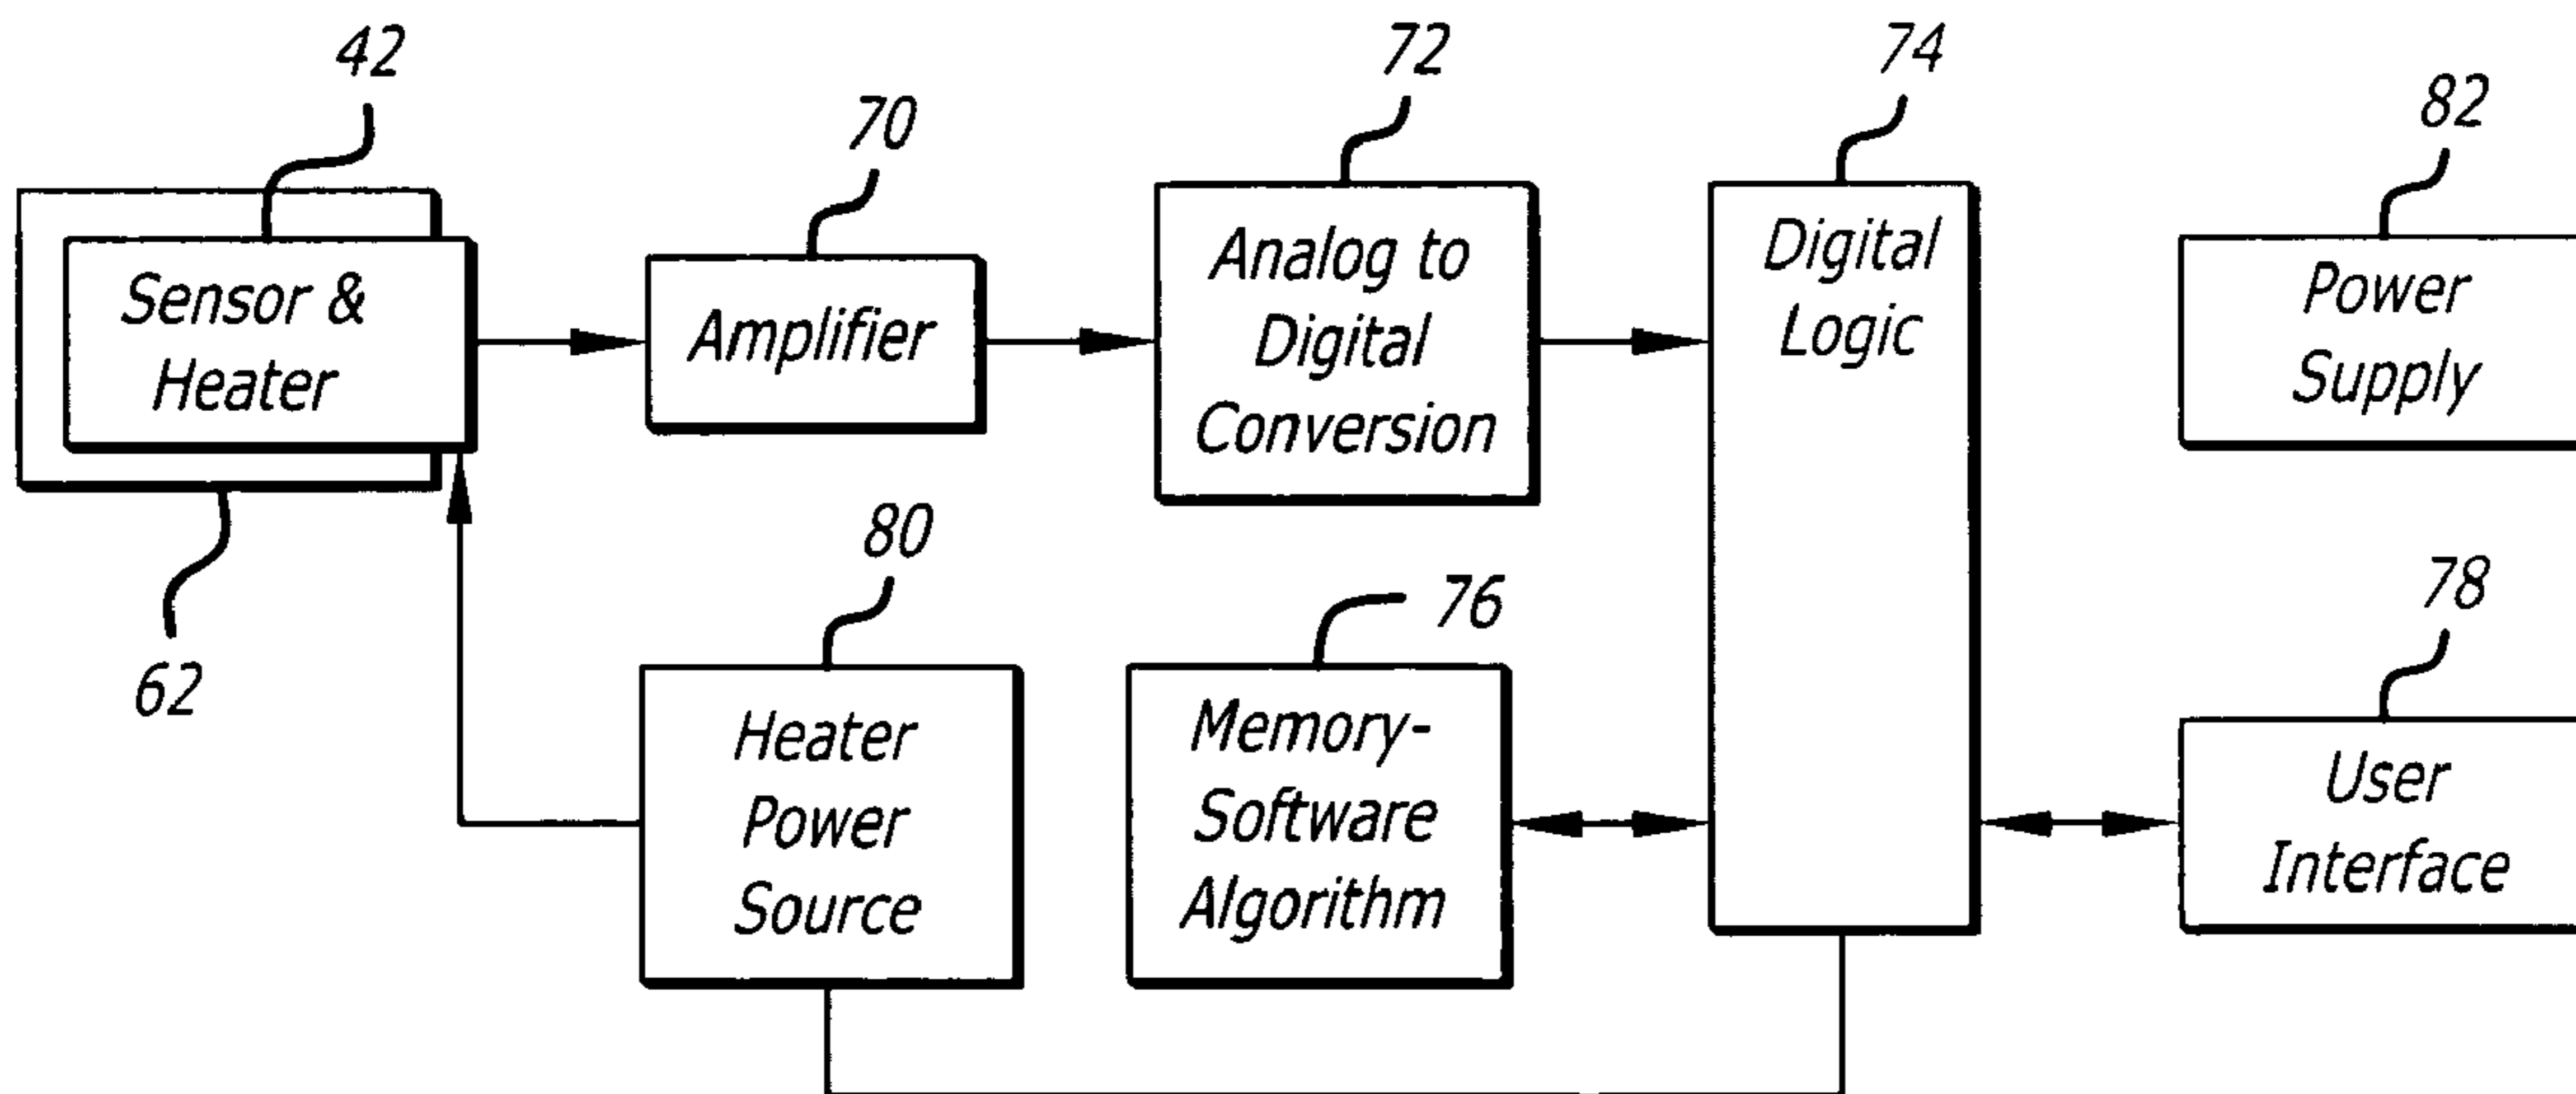 42
Sensor &
Heater
62
70
Amplifier
72
Analog to
Digital
Conversion
74
Digital
Logic
82
Power
Supply
80
Heater
Power
Source
76
Memory-
Software
Algorithm
78
User
Interface